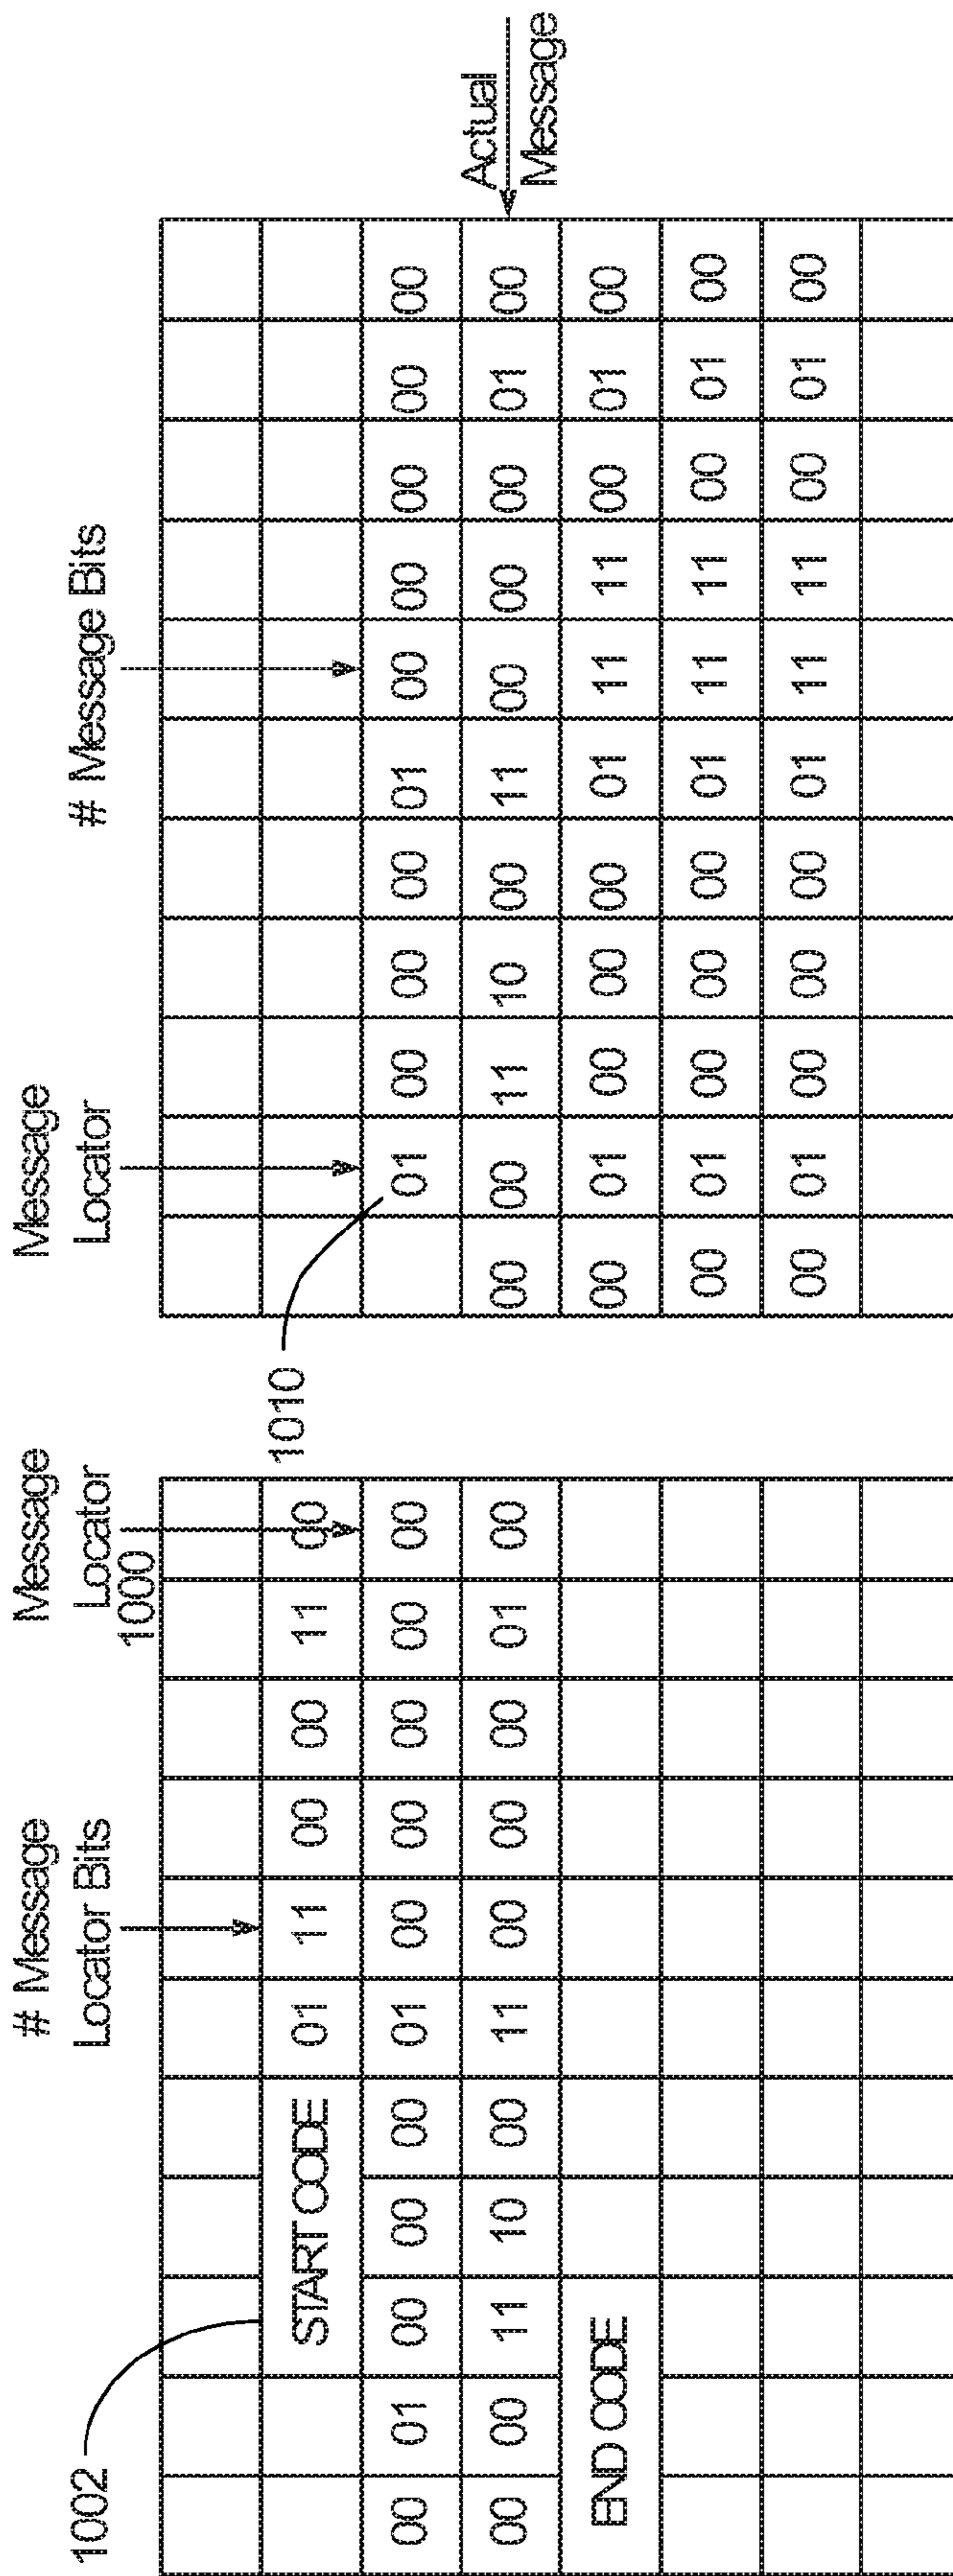 1002
# Message
Locator Bits
Message
Locator
1000
START CODE 01 11 00 00 11 00
00 01 00 00 00 01 00 00 00 00 00
00 00 11 10 00 11 00 00 00 01 00
END CODE
1010
Message
Locator
# Message Bits
01 00 00 00 01 00 00 00 00 00
00 00 11 10 00 11 00 00 00 01 00
00 01 00 00 00 01 11 11 00 01 00
00 01 00 00 00 01 11 11 00 01 00
00 01 00 00 00 01 11 11 00 01 00
Actual
Message